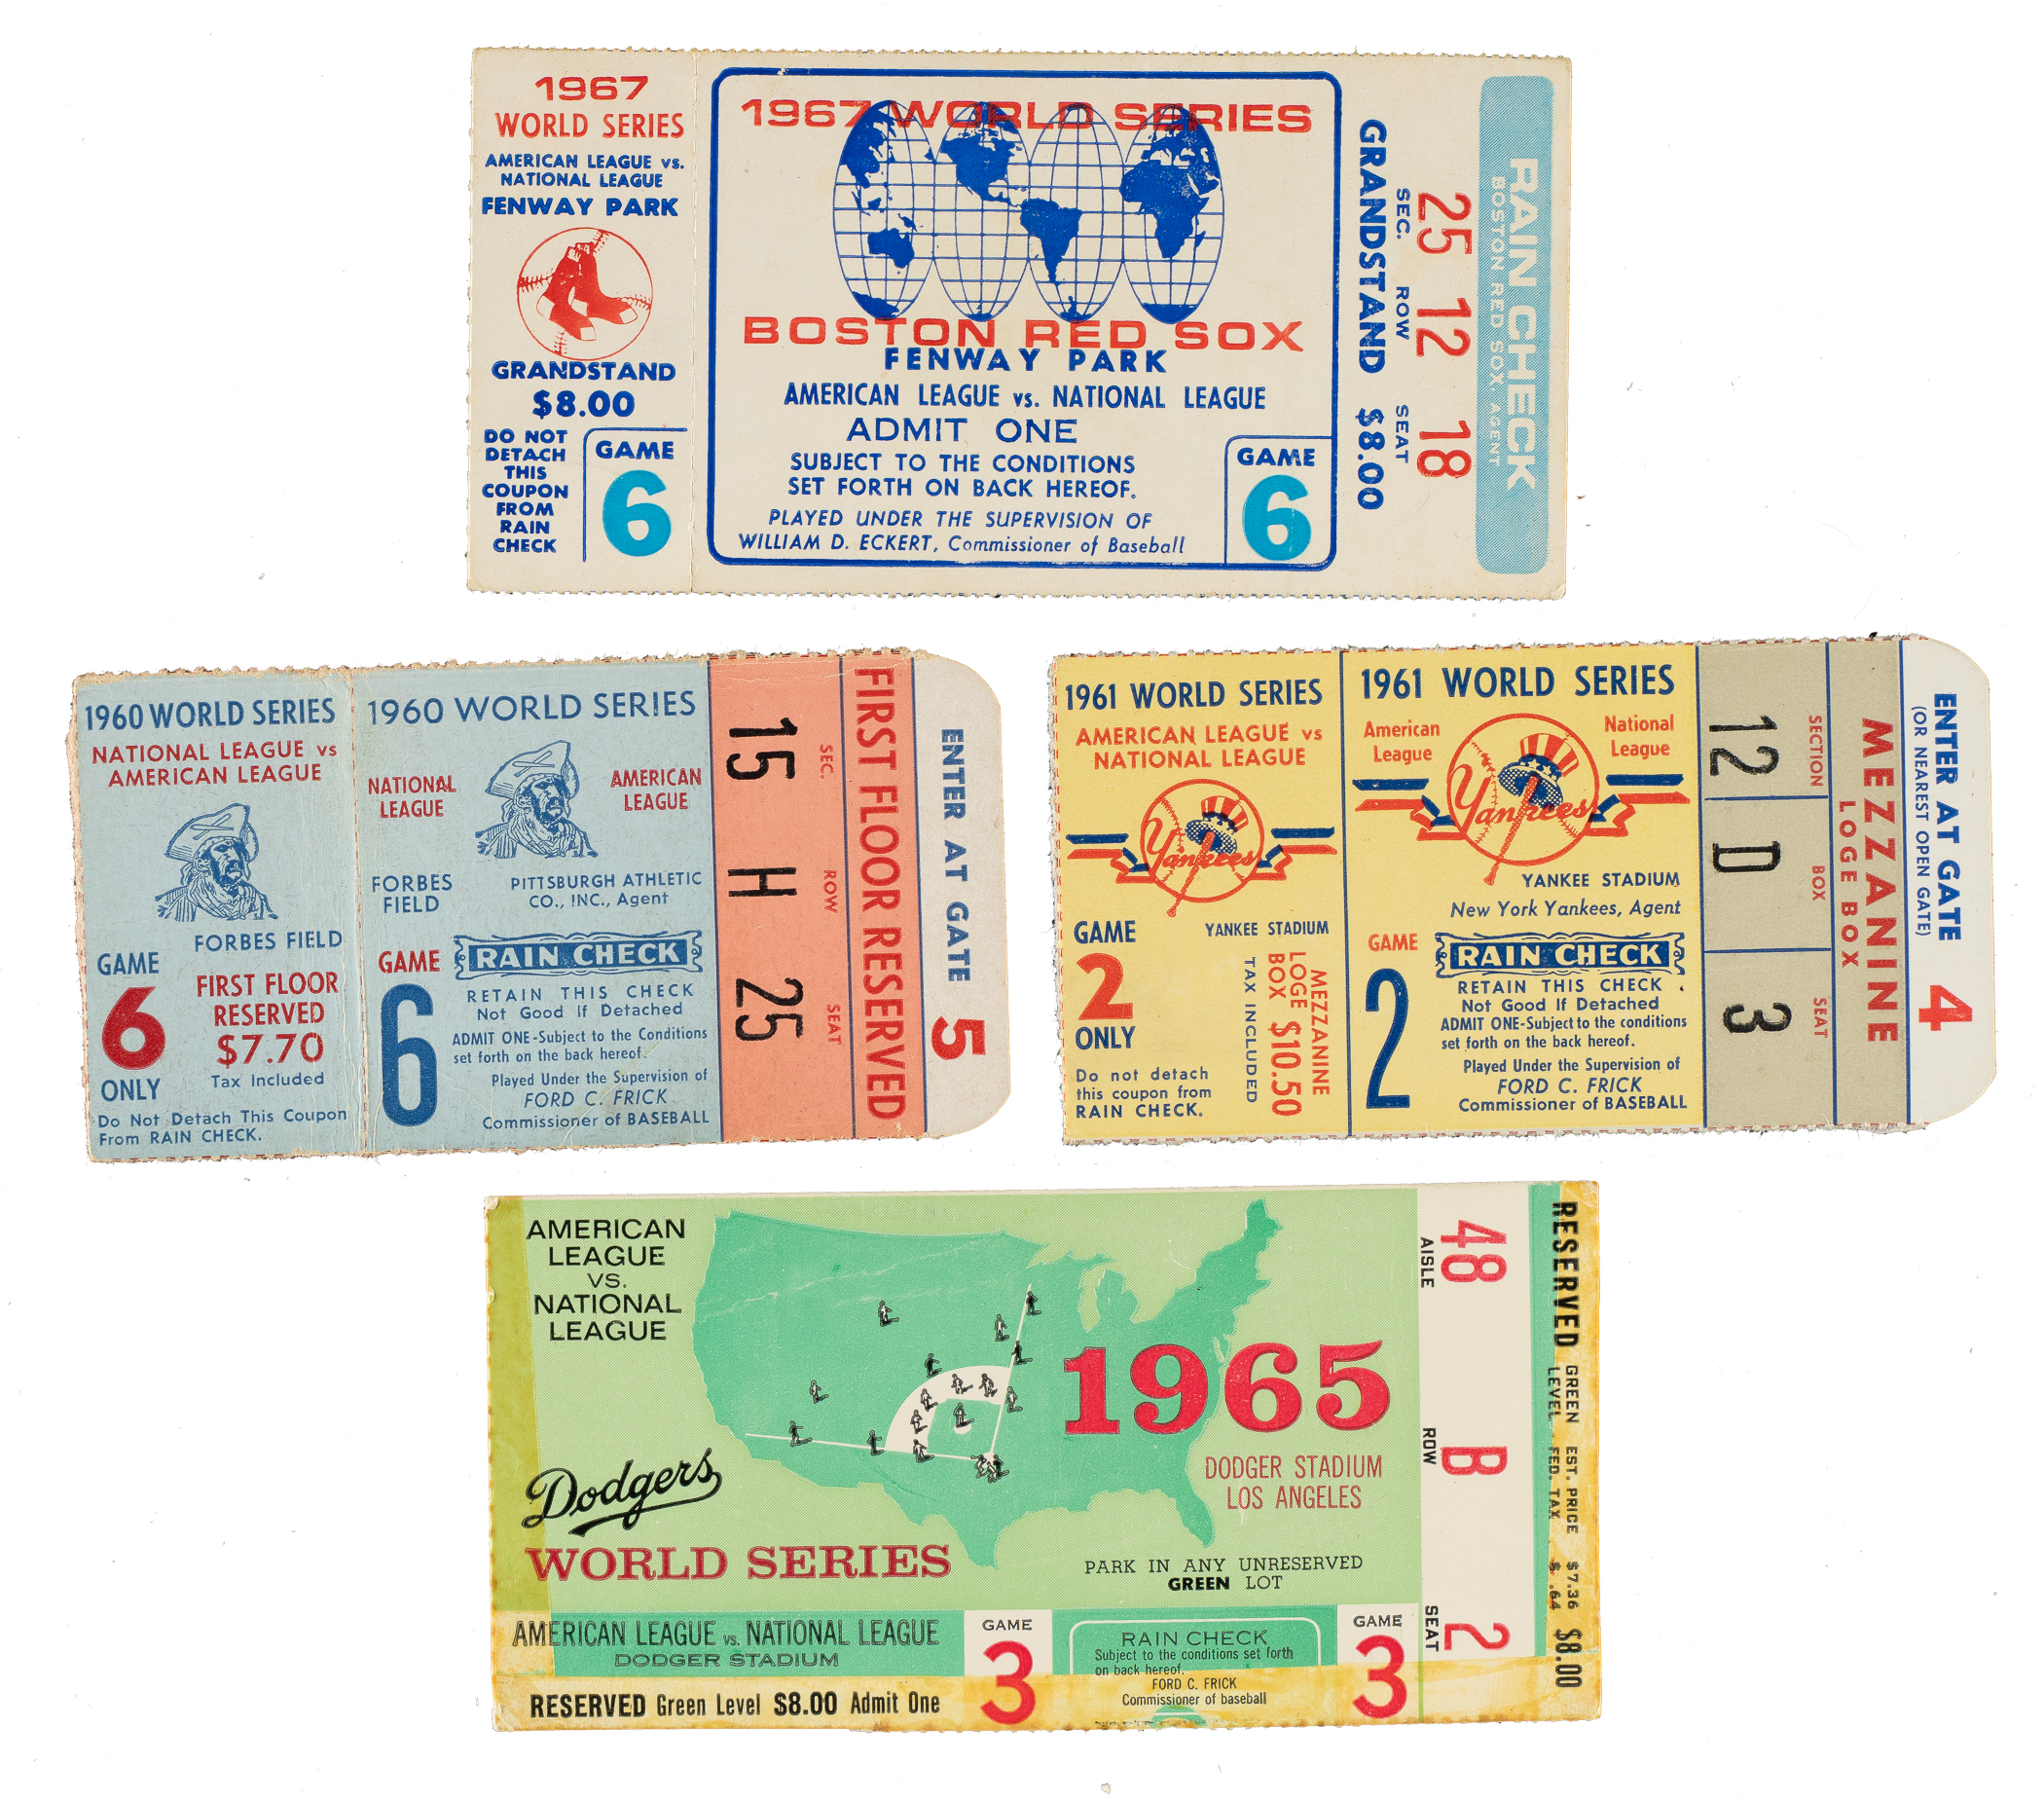 1967
WORLD SERIES
AMERICAN LEAGUE vs.
NATIONAL LEAGUE
FENWAY PARK
GRANDSTAND
$8.00
DO NOT
DETACH
THIS
COUPON
FROM
RAIN
CHECK
GAME
6
1967 WORLD SERIES
BOSTON RED SOX
FENWAY PARK
AMERICAN LEAGUE vs. NATIONAL LEAGUE
ADMIT ONE
SUBJECT TO THE CONDITIONS
SET FORTH ON BACK HEREOF.
PLAYED UNDER THE SUPERVISION OF
WILLIAM D. ECKERT, Commissioner of Baseball
GAME
6
GRANDSTAND $8.00
SEC. ROW SEAT
25 12 18
RAIN CHECK
BOSTON RED SOX, AGENT
1960 WORLD SERIES
NATIONAL LEAGUE vs
AMERICAN LEAGUE
FORBES FIELD
GAME
6
ONLY
FIRST FLOOR
RESERVED
$7.70
Tax Included
Do Not Detach This Coupon
From RAIN CHECK.
1960 WORLD SERIES
NATIONAL
LEAGUE
AMERICAN
LEAGUE
FORBES
FIELD
PITTSBURGH ATHLETIC
CO., INC., Agent
GAME
6
RAIN CHECK
RETAIN THIS CHECK
Not Good If Detached
ADMIT ONE-Subject to the Conditions
set forth on the back hereof.
Played Under the Supervision of
FORD C. FRICK
Commissioner of BASEBALL
SEC. ROW SEAT
15 H 25
FIRST FLOOR RESERVED
ENTER AT GATE 5
1961 WORLD SERIES
AMERICAN LEAGUE vs
NATIONAL LEAGUE
Yankees
GAME
2
ONLY
YANKEE STADIUM
MEZZANINE
LOGE
BOX $10.50
TAX INCLUDED
Do not detach
this coupon from
RAIN CHECK.
1961 WORLD SERIES
American
League
National
League
Yankees
YANKEE STADIUM
New York Yankees, Agent
GAME
2
RAIN CHECK
RETAIN THIS CHECK
Not Good If Detached
ADMIT ONE-Subject to the conditions
set forth on the back hereof.
Played Under the Supervision of
FORD C. FRICK
Commissioner of BASEBALL
SECTION BOX SEAT
12 D 3
MEZZANINE
LOGE BOX
ENTER AT GATE 4
(OR NEAREST OPEN GATE)
AMERICAN
LEAGUE
VS.
NATIONAL
LEAGUE
1965
DODGER STADIUM
LOS ANGELES
Dodgers
WORLD SERIES
PARK IN ANY UNRESERVED
GREEN LOT
AMERICAN LEAGUE vs. NATIONAL LEAGUE
DODGER STADIUM
RESERVED Green Level $8.00 Admit One
GAME
3
RAIN CHECK
Subject to the conditions set forth
on back hereof.
FORD C. FRICK
Commissioner of baseball
GAME
3
AISLE ROW SEAT
48 B 2
RESERVED GREEN LEVEL EST. PRICE $7.36 FED. TAX $ .64 $8.00